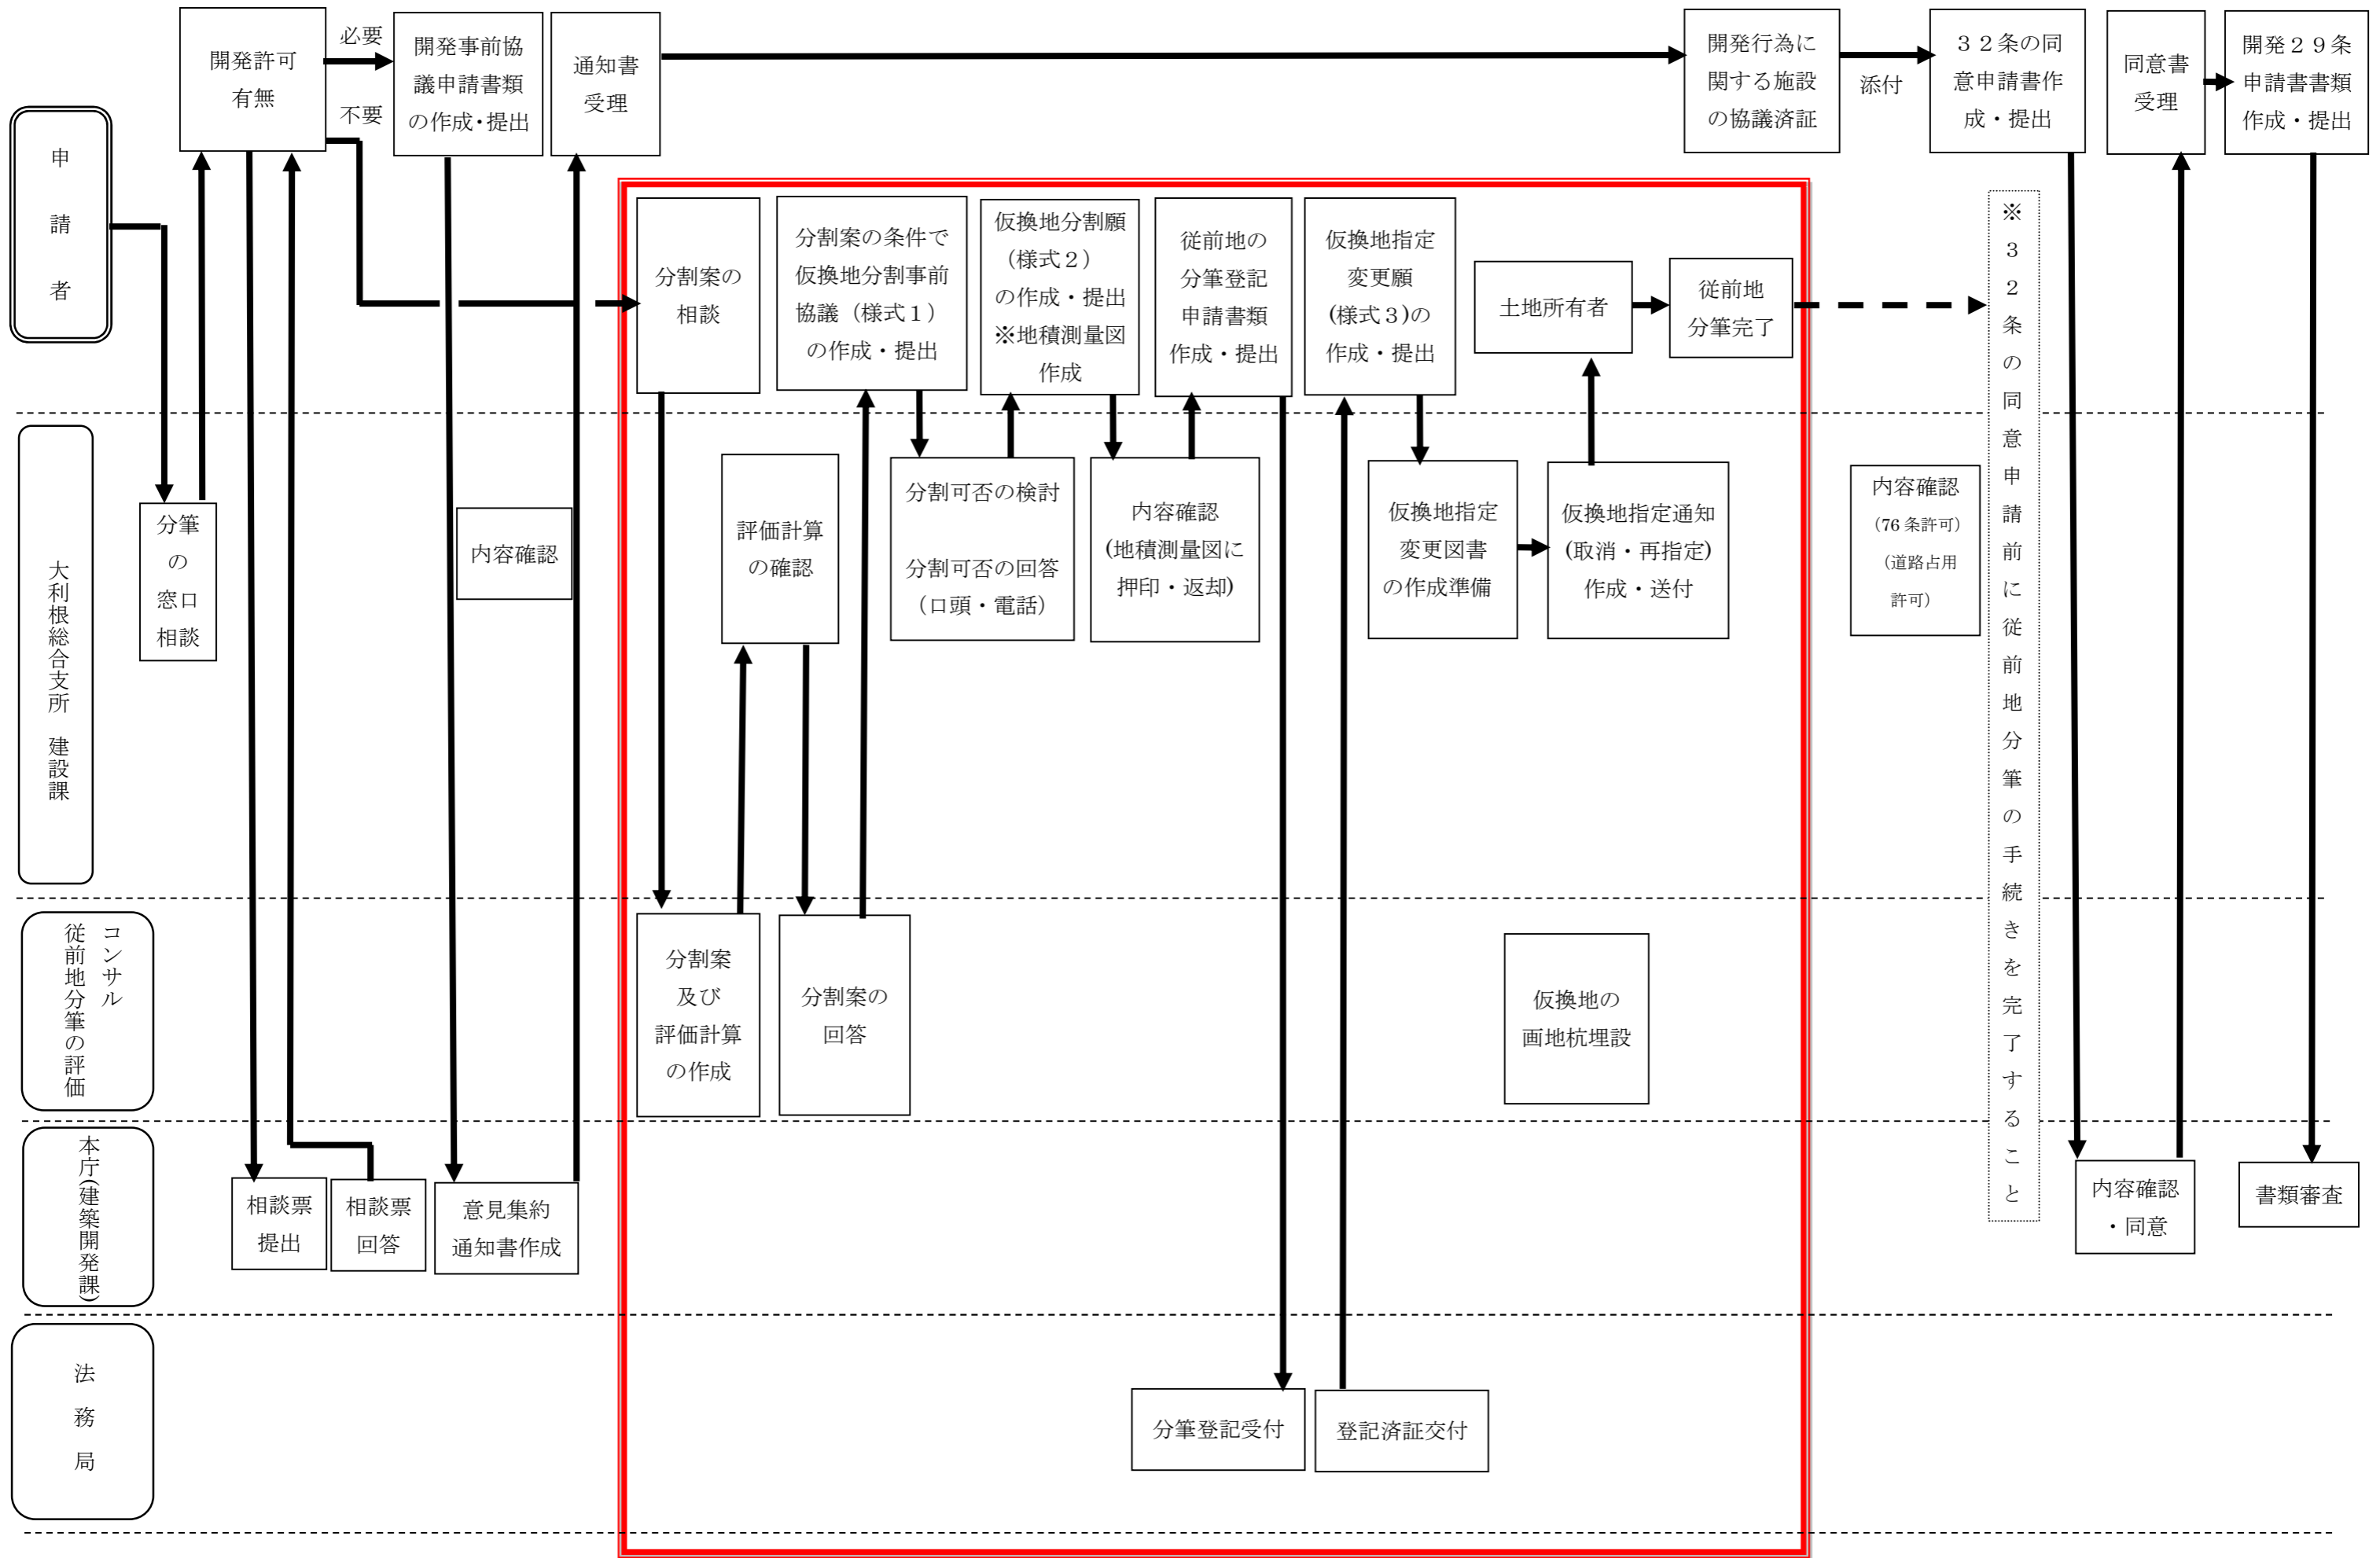 開発許可
有無
必要
不要
開発事前協
議申請書類
の作成・提出
通知書
受理
開発行為に
関する施設
の協議済証
添付
３２条の同
意申請書作
成・提出
同意書
受理
開発２９条
申請書書類
作成・提出
申請者
分割案の
相談
分割案の条件で
仮換地分割事前
協議（様式１）
の作成・提出
仮換地分割願
（様式２）
の作成・提出
※地積測量図
作成
従前地の
分筆登記
申請書類
作成・提出
仮換地指定
変更願
(様式３)の
作成・提出
土地所有者
従前地
分筆完了
※３２条の同意申請前に従前地分筆の手続きを完了すること
大利根総合支所　建設課
分筆
の
窓口
相談
内容確認
評価計算
の確認
分割可否の検討
分割可否の回答
（口頭・電話）
内容確認
(地積測量図に
押印・返却)
仮換地指定
変更図書
の作成準備
仮換地指定通知
(取消・再指定)
作成・送付
内容確認
（76 条許可）
（道路占用
許可）
コンサル
従前地分筆の評価
分割案
及び
評価計算
の作成
分割案の
回答
仮換地の
画地杭埋設
本庁(建築開発課)
相談票
提出
相談票
回答
意見集約
通知書作成
内容確認
・同意
書類審査
法務局
分筆登記受付
登記済証交付